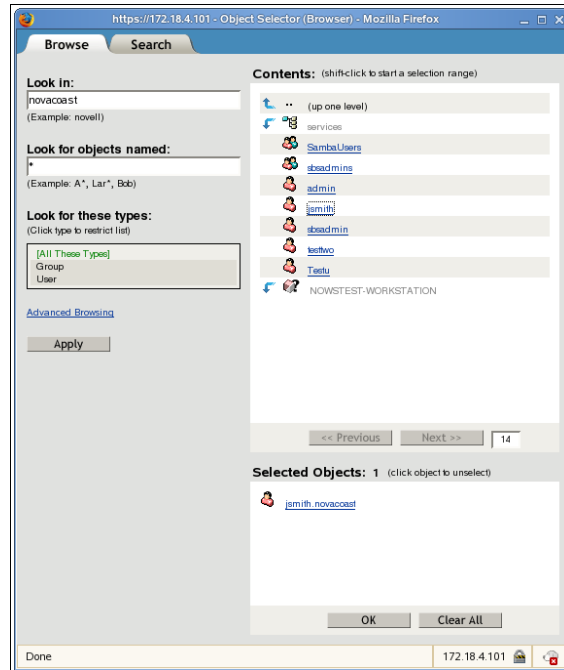 https://172.18.4.101 - Object Selector (Browser) - Mozilla Firefox
Browse
Search
Look in:
novacoast
(Example: novell)
Look for objects named:
*
(Example: A*, Lar*, Bob)
Look for these types:
(Click type to restrict list)
[All These Types]
Group
User
Advanced Browsing
Apply
Contents: (shift-click to start a selection range)
.. (up one level)
services
SambaUsers
sbsadmins
admin
jsmith
sbsadmin
testtwo
Testu
NOWSTEST-WORKSTATION
<< Previous
Next >>
14
Selected Objects: 1 (click object to unselect)
jsmith.novacoast
OK
Clear All
Done
172.18.4.101